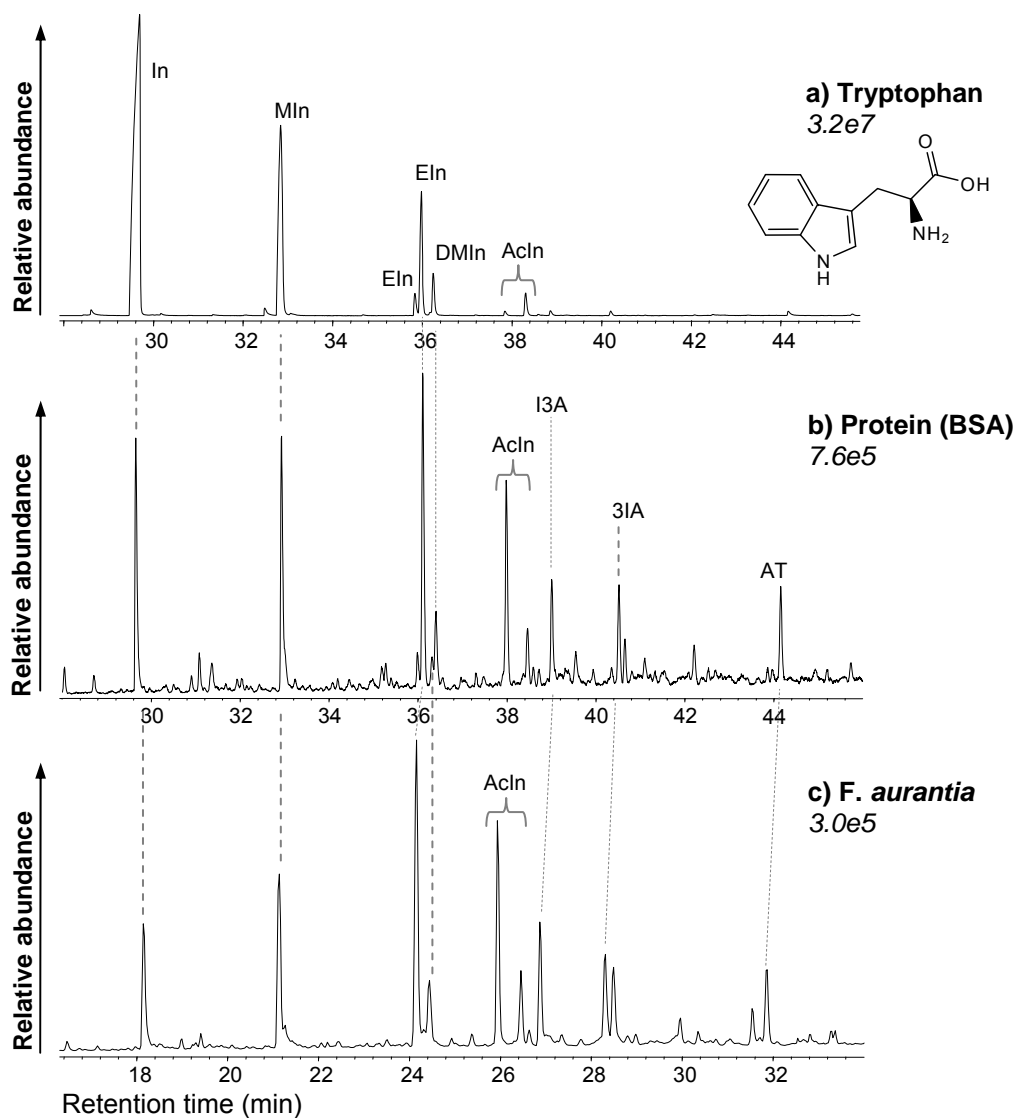 Relative abundance
In
MIn
EIn
EIn
DMIn
AcIn
a) Tryptophan
3.2e7
O
OH
NH2
N
H
30 32 34 36 38 40 42 44
Relative abundance
AcIn
I3A
3IA
AT
b) Protein (BSA)
7.6e5
30 32 34 36 38 40 42 44
Relative abundance
AcIn
c) F. aurantia
3.0e5
18 20 22 24 26 28 30 32
Retention time (min)